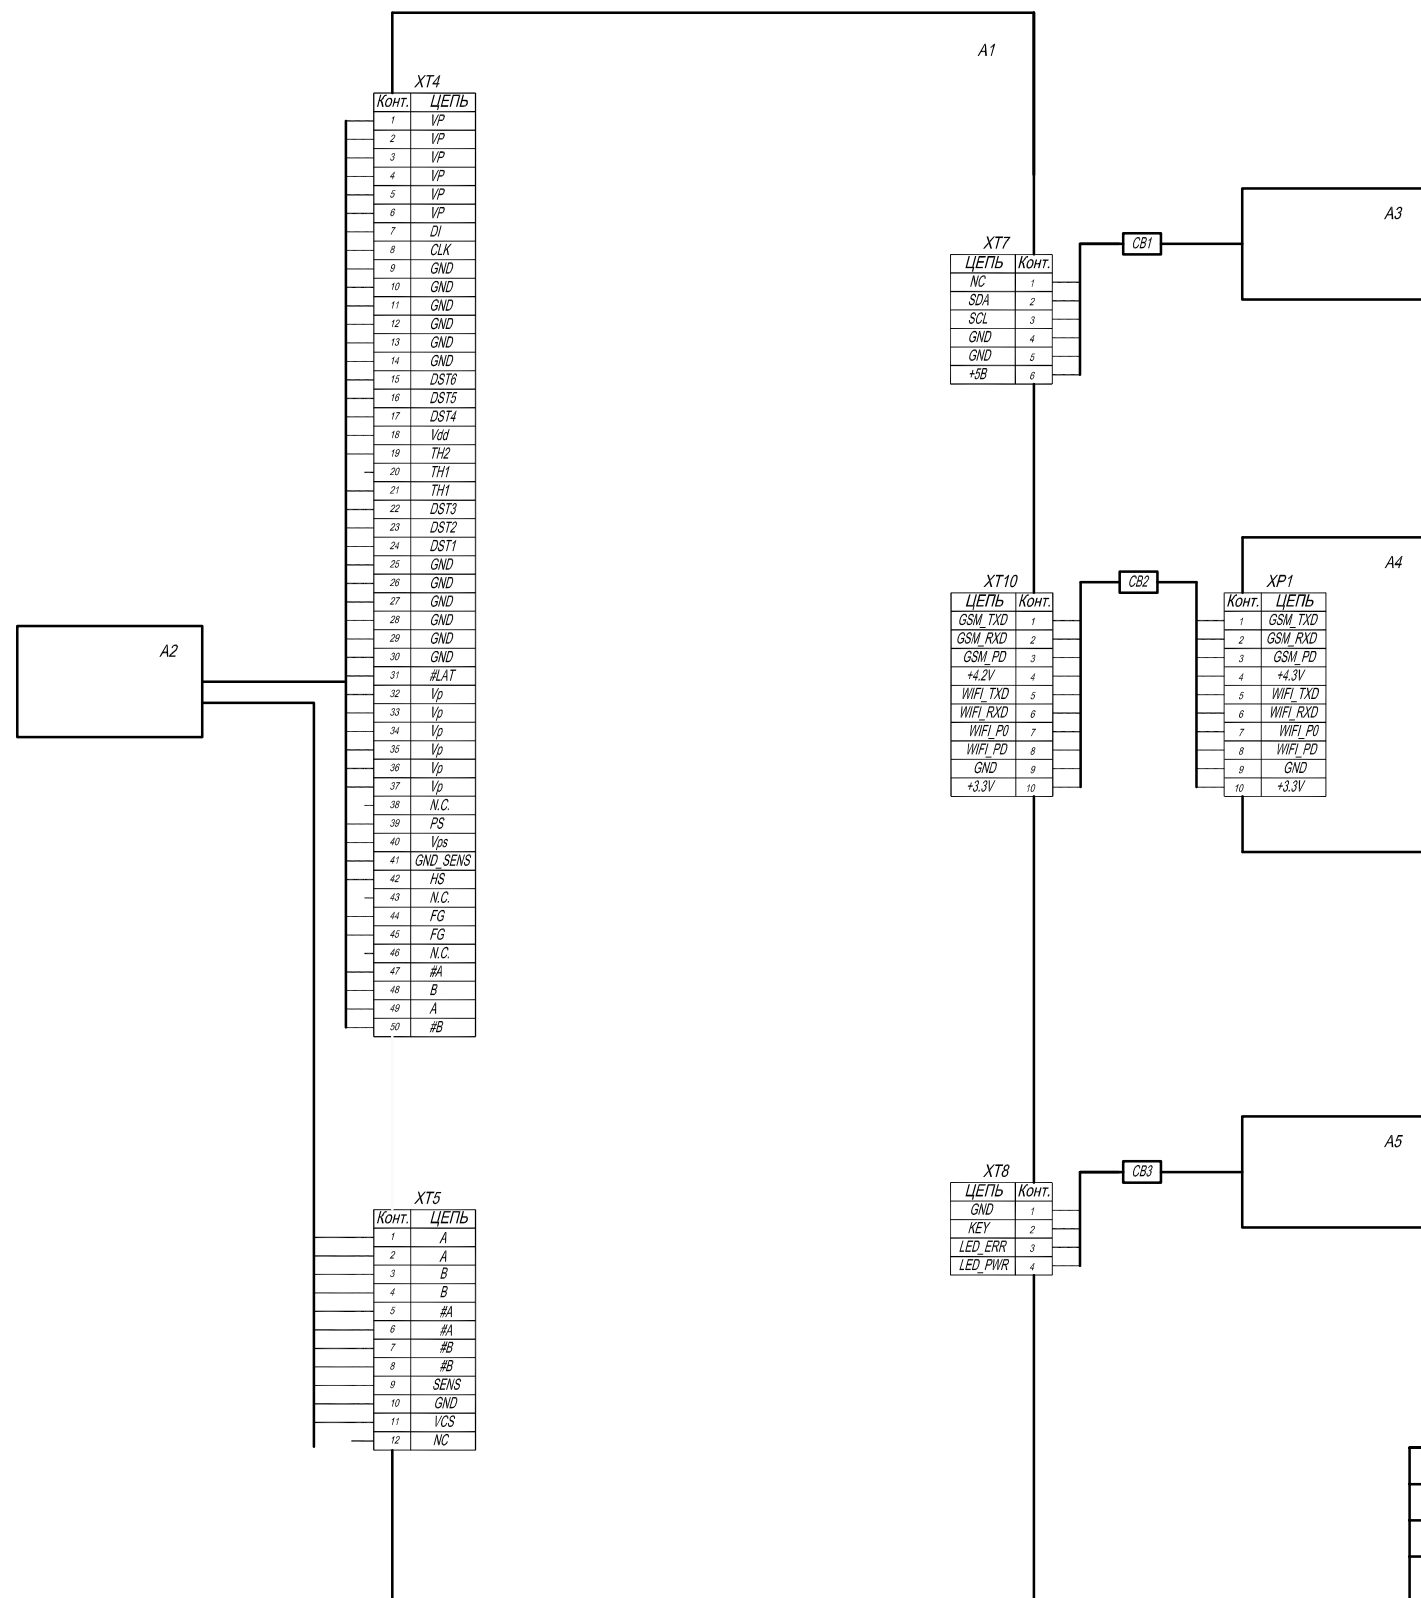 A1
XT4
Конт. ЦЕПЬ
1 VP
2 VP
3 VP
4 VP
5 VP
6 VP
7 DI
8 CLK
9 GND
10 GND
11 GND
12 GND
13 GND
14 GND
15 DST6
16 DST5
17 DST4
18 Vdd
19 TH2
20 TH1
21 TH1
22 DST3
23 DST2
24 DST1
25 GND
26 GND
27 GND
28 GND
29 GND
30 GND
31 #LAT
32 Vp
33 Vp
34 Vp
35 Vp
36 Vp
37 Vp
38 N.C.
39 PS
40 Vps
41 GND_SENS
42 HS
43 N.C.
44 FG
45 FG
46 N.C.
47 #A
48 B
49 A
50 #B
A2
XT5
Конт. ЦЕПЬ
1 A
2 A
3 B
4 B
5 #A
6 #A
7 #B
8 #B
9 SENS
10 GND
11 VCS
12 NC
XT7
ЦЕПЬ Конт.
NC 1
SDA 2
SCL 3
GND 4
GND 5
+5В 6
СВ1
A3
XT10
ЦЕПЬ Конт.
GSM_TXD 1
GSM_RXD 2
GSM_PD 3
+4.2V 4
WIFI_TXD 5
WIFI_RXD 6
WIFI_P0 7
WIFI_PD 8
GND 9
+3.3V 10
СВ2
A4
XP1
Конт. ЦЕПЬ
1 GSM_TXD
2 GSM_RXD
3 GSM_PD
4 +4.3V
5 WIFI_TXD
6 WIFI_RXD
7 WIFI_P0
8 WIFI_PD
9 GND
10 +3.3V
XT8
ЦЕПЬ Конт.
GND 1
KEY 2
LED_ERR 3
LED_PWR 4
СВ3
A5